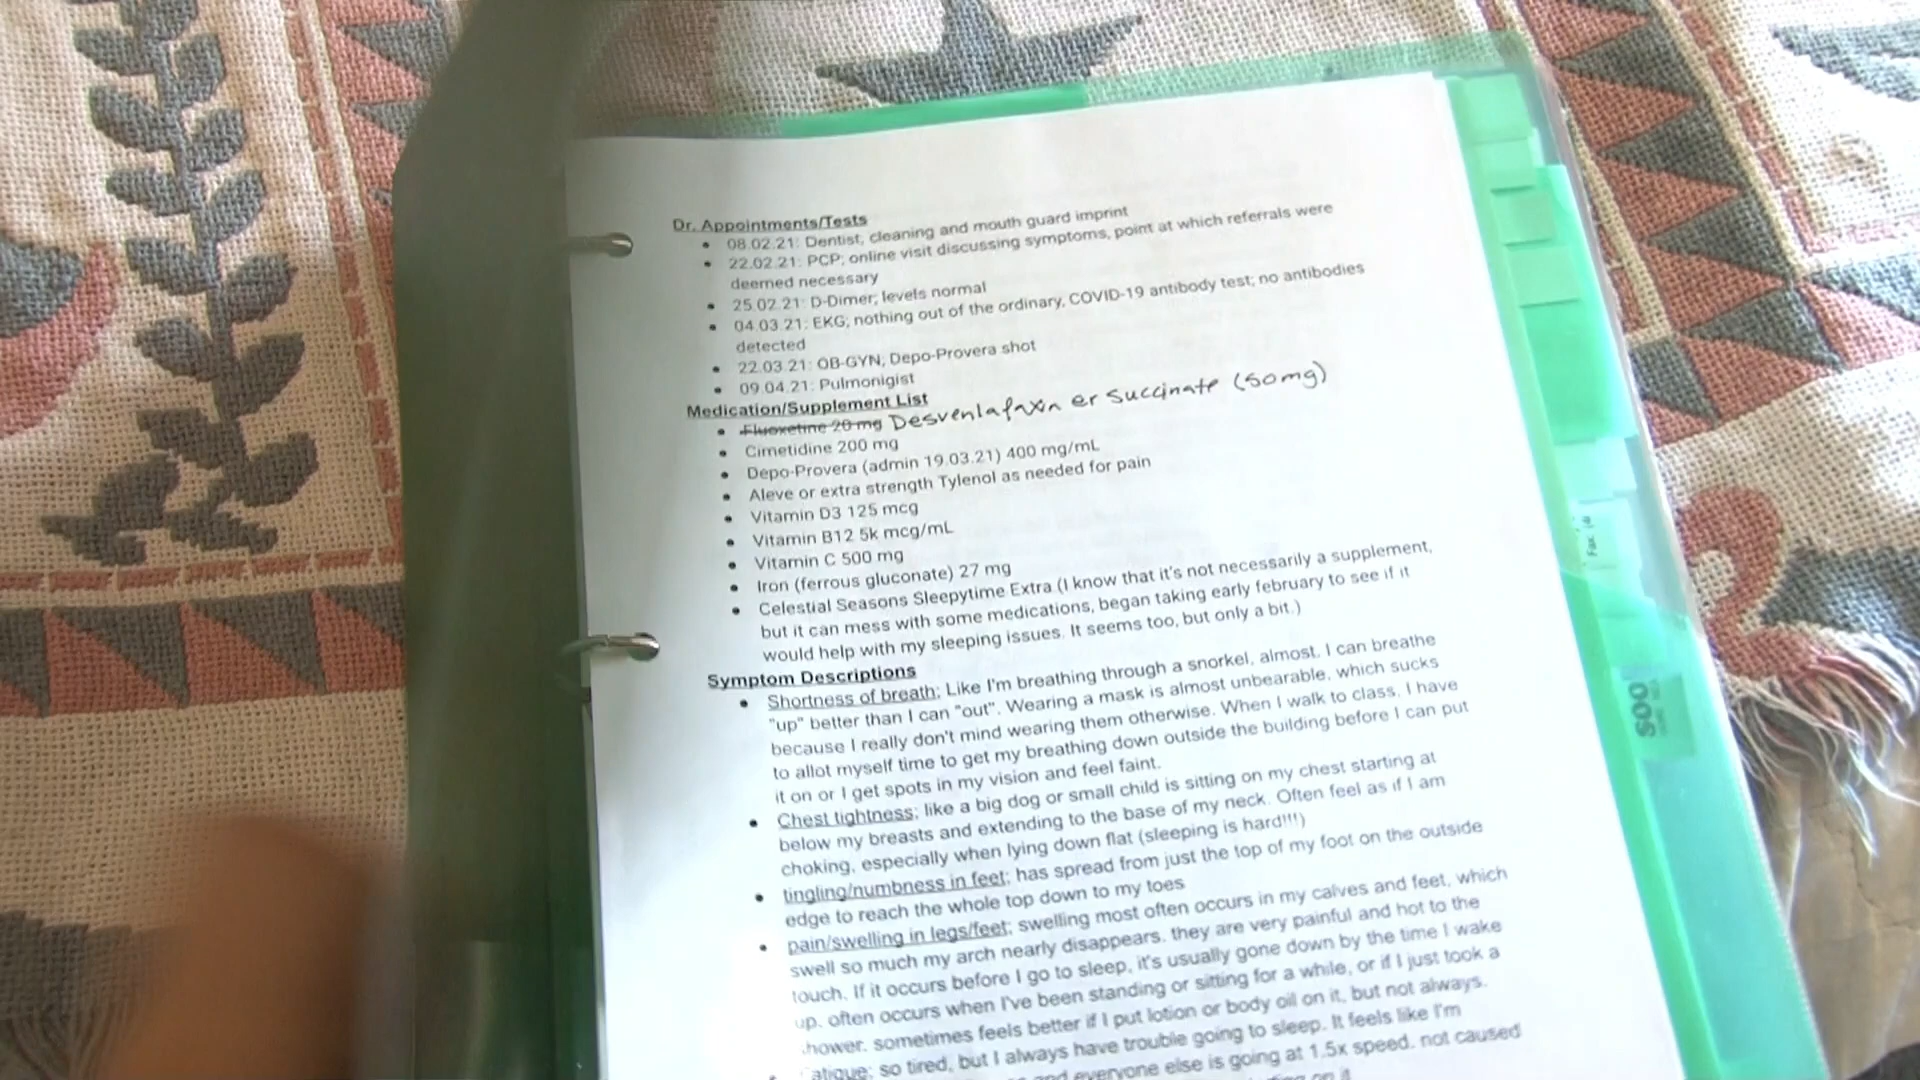 Dr. Appointments/Tests
• 08.02.21: Dentist, cleaning and mouth guard imprint
• 22.02.21: PCP; online visit discussing symptoms, point at which referrals were
deemed necessary
• 25.02.21: D-Dimer; levels normal
• 04.03.21: EKG; nothing out of the ordinary, COVID-19 antibody test; no antibodies
detected
• 22.03.21: OB-GYN; Depo-Provera shot
• 09.04.21: Pulmonigist
Medication/Supplement List
• Fluoxetine 20 mg Desvenlafaxin er succinate (50mg)
• Cimetidine 200 mg
• Depo-Provera (admin 19.03.21) 400 mg/mL
• Aleve or extra strength Tylenol as needed for pain
• Vitamin D3 125 mcg
• Vitamin B12 5k mcg/mL
• Vitamin C 500 mg
• Iron (ferrous gluconate) 27 mg
• Celestial Seasons Sleepytime Extra (I know that it's not necessarily a supplement,
but it can mess with some medications, began taking early february to see if it
would help with my sleeping issues. It seems too, but only a bit.)
Symptom Descriptions
• Shortness of breath; Like I'm breathing through a snorkel, almost. I can breathe
"up" better than I can "out". Wearing a mask is almost unbearable, which sucks
because I really don't mind wearing them otherwise. When I walk to class, I have
to allot myself time to get my breathing down outside the building before I can put
it on or I get spots in my vision and feel faint.
• Chest tightness; like a big dog or small child is sitting on my chest starting at
below my breasts and extending to the base of my neck. Often feel as if I am
choking, especially when lying down flat (sleeping is hard!!!)
• tingling/numbness in feet; has spread from just the top of my foot on the outside
edge to reach the whole top down to my toes
• pain/swelling in legs/feet; swelling most often occurs in my calves and feet, which
swell so much my arch nearly disappears. they are very painful and hot to the
touch. If it occurs before I go to sleep, it's usually gone down by the time I wake
up. often occurs when I've been standing or sitting for a while, or if I just took a
shower. sometimes feels better if I put lotion or body oil on it, but not always.
• fatigue; so tired, but I always have trouble going to sleep. It feels like I'm
and everyone else is going at 1.5x speed. not caused
on it
Fax